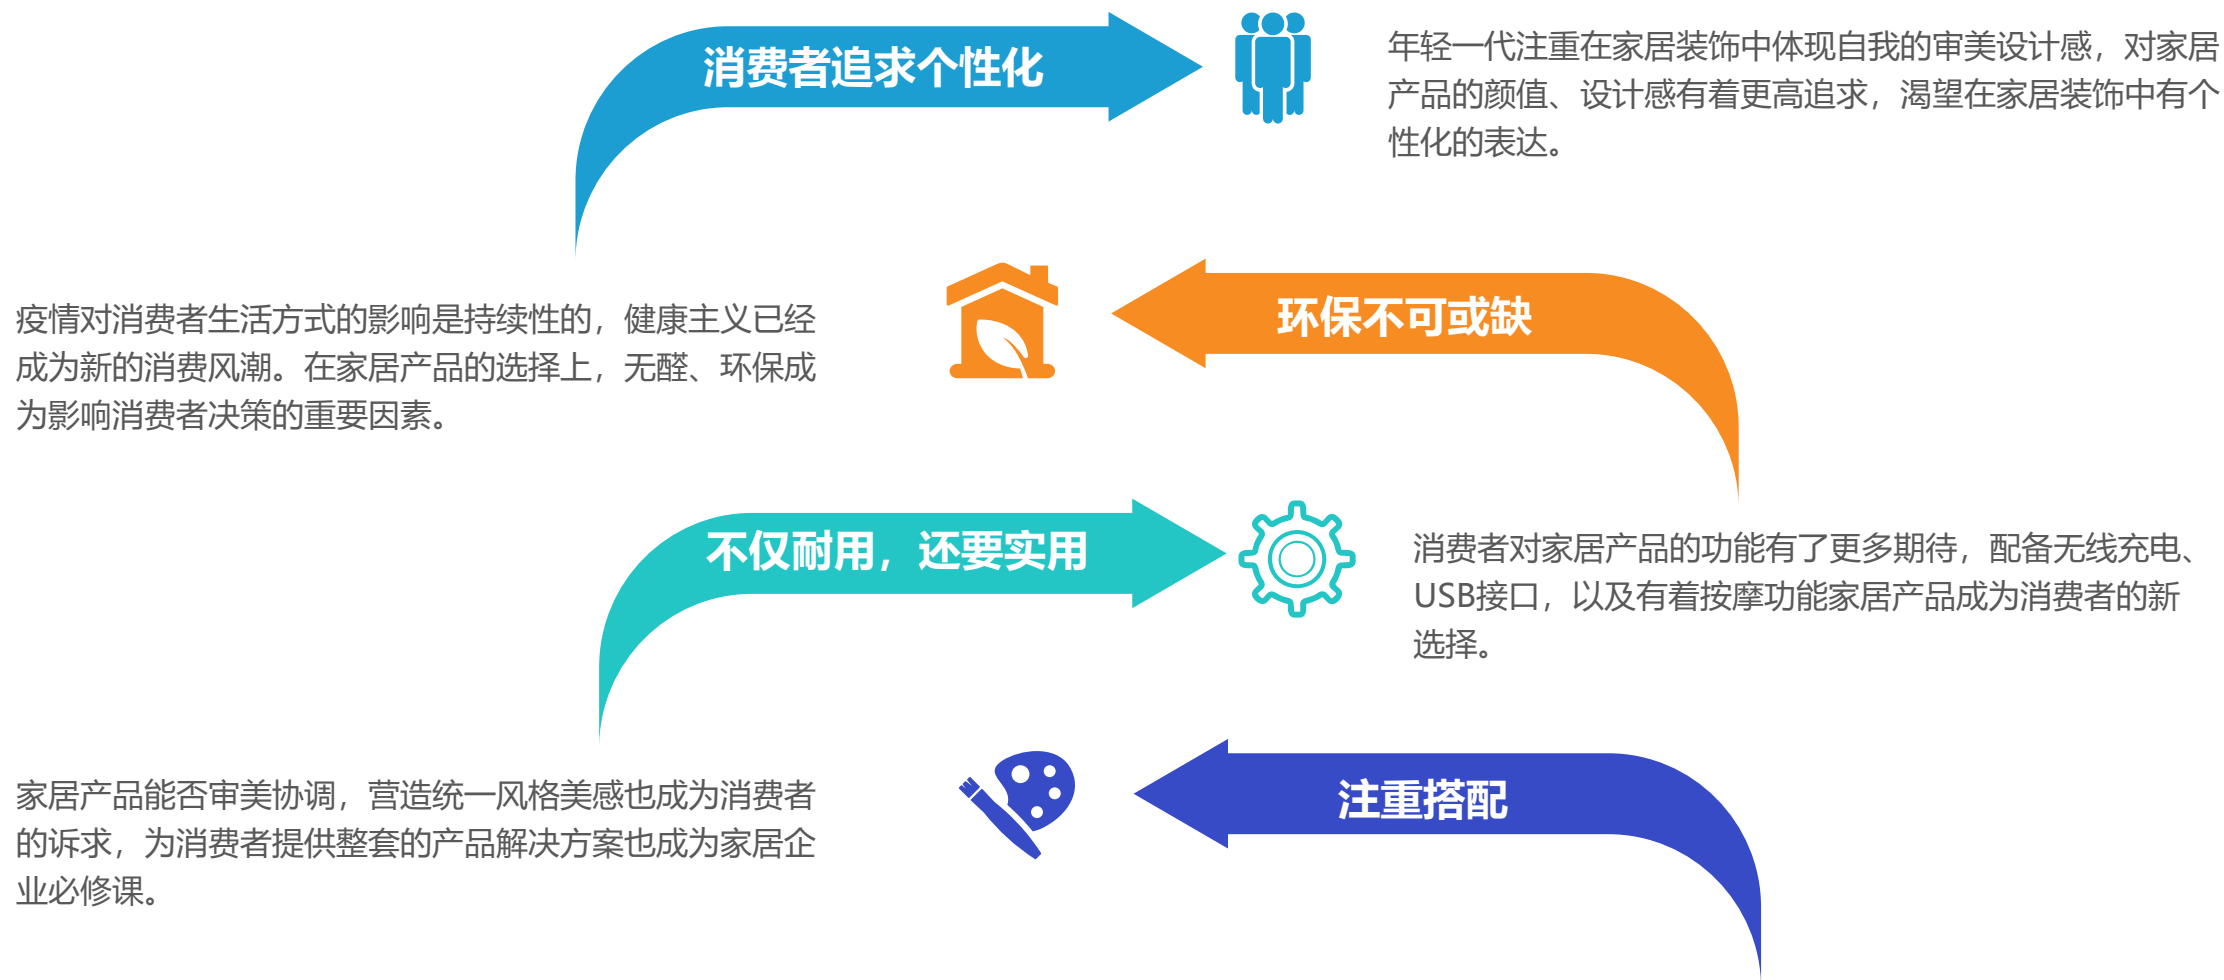 消费者追求个性化
年轻一代注重在家居装饰中体现自我的审美设计感，对家居
产品的颜值、设计感有着更高追求，渴望在家居装饰中有个
性化的表达。
环保不可或缺
疫情对消费者生活方式的影响是持续性的，健康主义已经
成为新的消费风潮。在家居产品的选择上，无醛、环保成
为影响消费者决策的重要因素。
不仅耐用，还要实用
消费者对家居产品的功能有了更多期待，配备无线充电、
USB接口，以及有着按摩功能家居产品成为消费者的新
选择。
注重搭配
家居产品能否审美协调，营造统一风格美感也成为消费者
的诉求，为消费者提供整套的产品解决方案也成为家居企
业必修课。